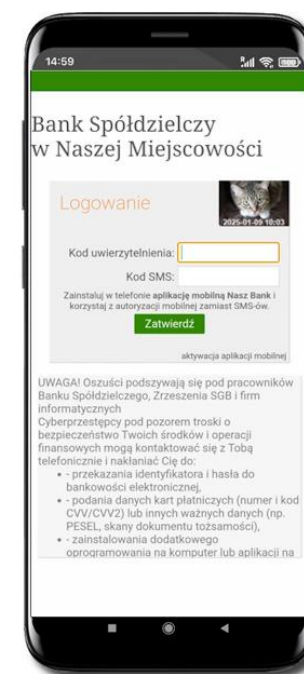 14:59
Bank Spółdzielczy
w Naszej Miejscowości
Logowanie
2025-01-09 10:03
Kod uwierzytelnienia:
Kod SMS:
Zainstaluj w telefonie aplikację mobilną Nasz Bank i
korzystaj z autoryzacji mobilnej zamiast SMS-ów.
Zatwierdź
aktywacja aplikacji mobilnej
UWAGA! Oszuści podszywają się pod pracowników
Banku Spółdzielczego, Zrzeszenia SGB i firm
informatycznych
Cyberprzestępcy pod pozorem troski o
bezpieczeństwo Twoich środków i operacji
finansowych mogą kontaktować się z Tobą
telefonicznie i nakłaniać Cię do:
- przekazania identyfikatora i hasła do
bankowości elektronicznej,
- podania danych kart płatniczych (numer i kod
CVV/CVV2) lub innych ważnych danych (np.
PESEL, skany dokumentu tożsamości),
- zainstalowania dodatkowego
oprogramowania na komputer lub aplikacji na